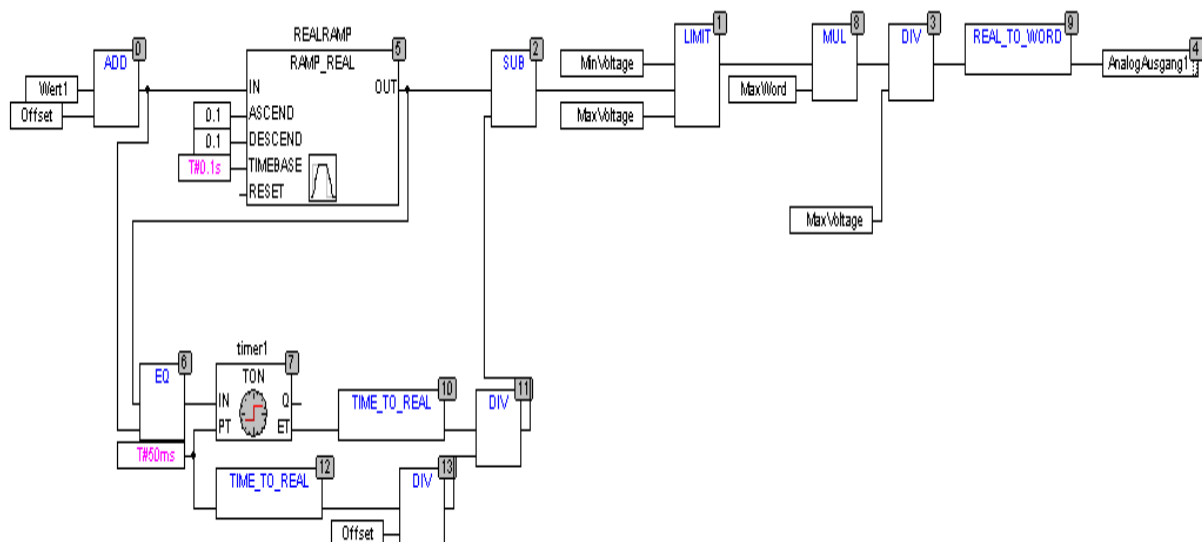 0
ADD
Wert1
Offset
REALRAMP
5
RAMP_REAL
IN
OUT
0.1
ASCEND
0.1
DESCEND
T#0.1s
TIMEBASE
RESET
2
SUB
MinVoltage
MaxVoltage
1
LIMIT
8
MUL
MaxWord
3
DIV
MaxVoltage
9
REAL_TO_WORD
4
AnalogAusgang1
6
EQ
T#50ms
timer1
7
TON
IN
Q
PT
ET
10
TIME_TO_REAL
11
DIV
12
TIME_TO_REAL
13
DIV
Offset